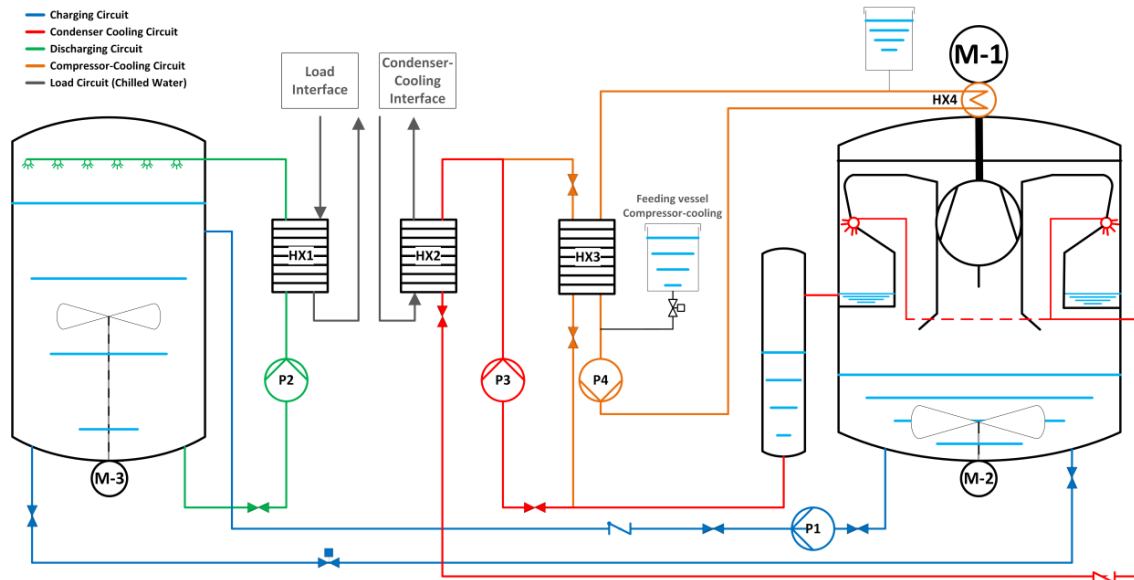 Charging Circuit
Condenser Cooling Circuit
Discharging Circuit
Compressor-Cooling Circuit
Load Circuit (Chilled Water)
Load
Interface
Condenser-
Cooling
Interface
M-1
HX4
Feeding vessel
Compressor-cooling
HX1
HX2
HX3
P2
P3
P4
M-3
M-2
P1